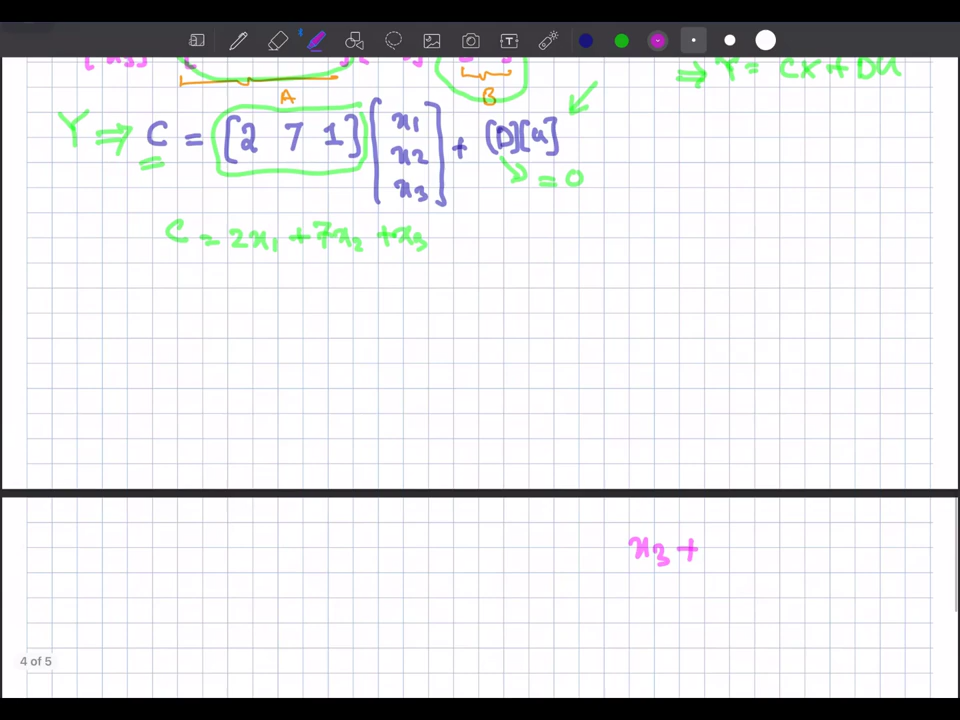 ⇒ Y = CX + DU
A
B
Y ⇒ C = [2 7 1] [x1 x2 x3] + [D][u]
= 0
C = 2x1 + 7x2 + x3
x3 +
4 of 5